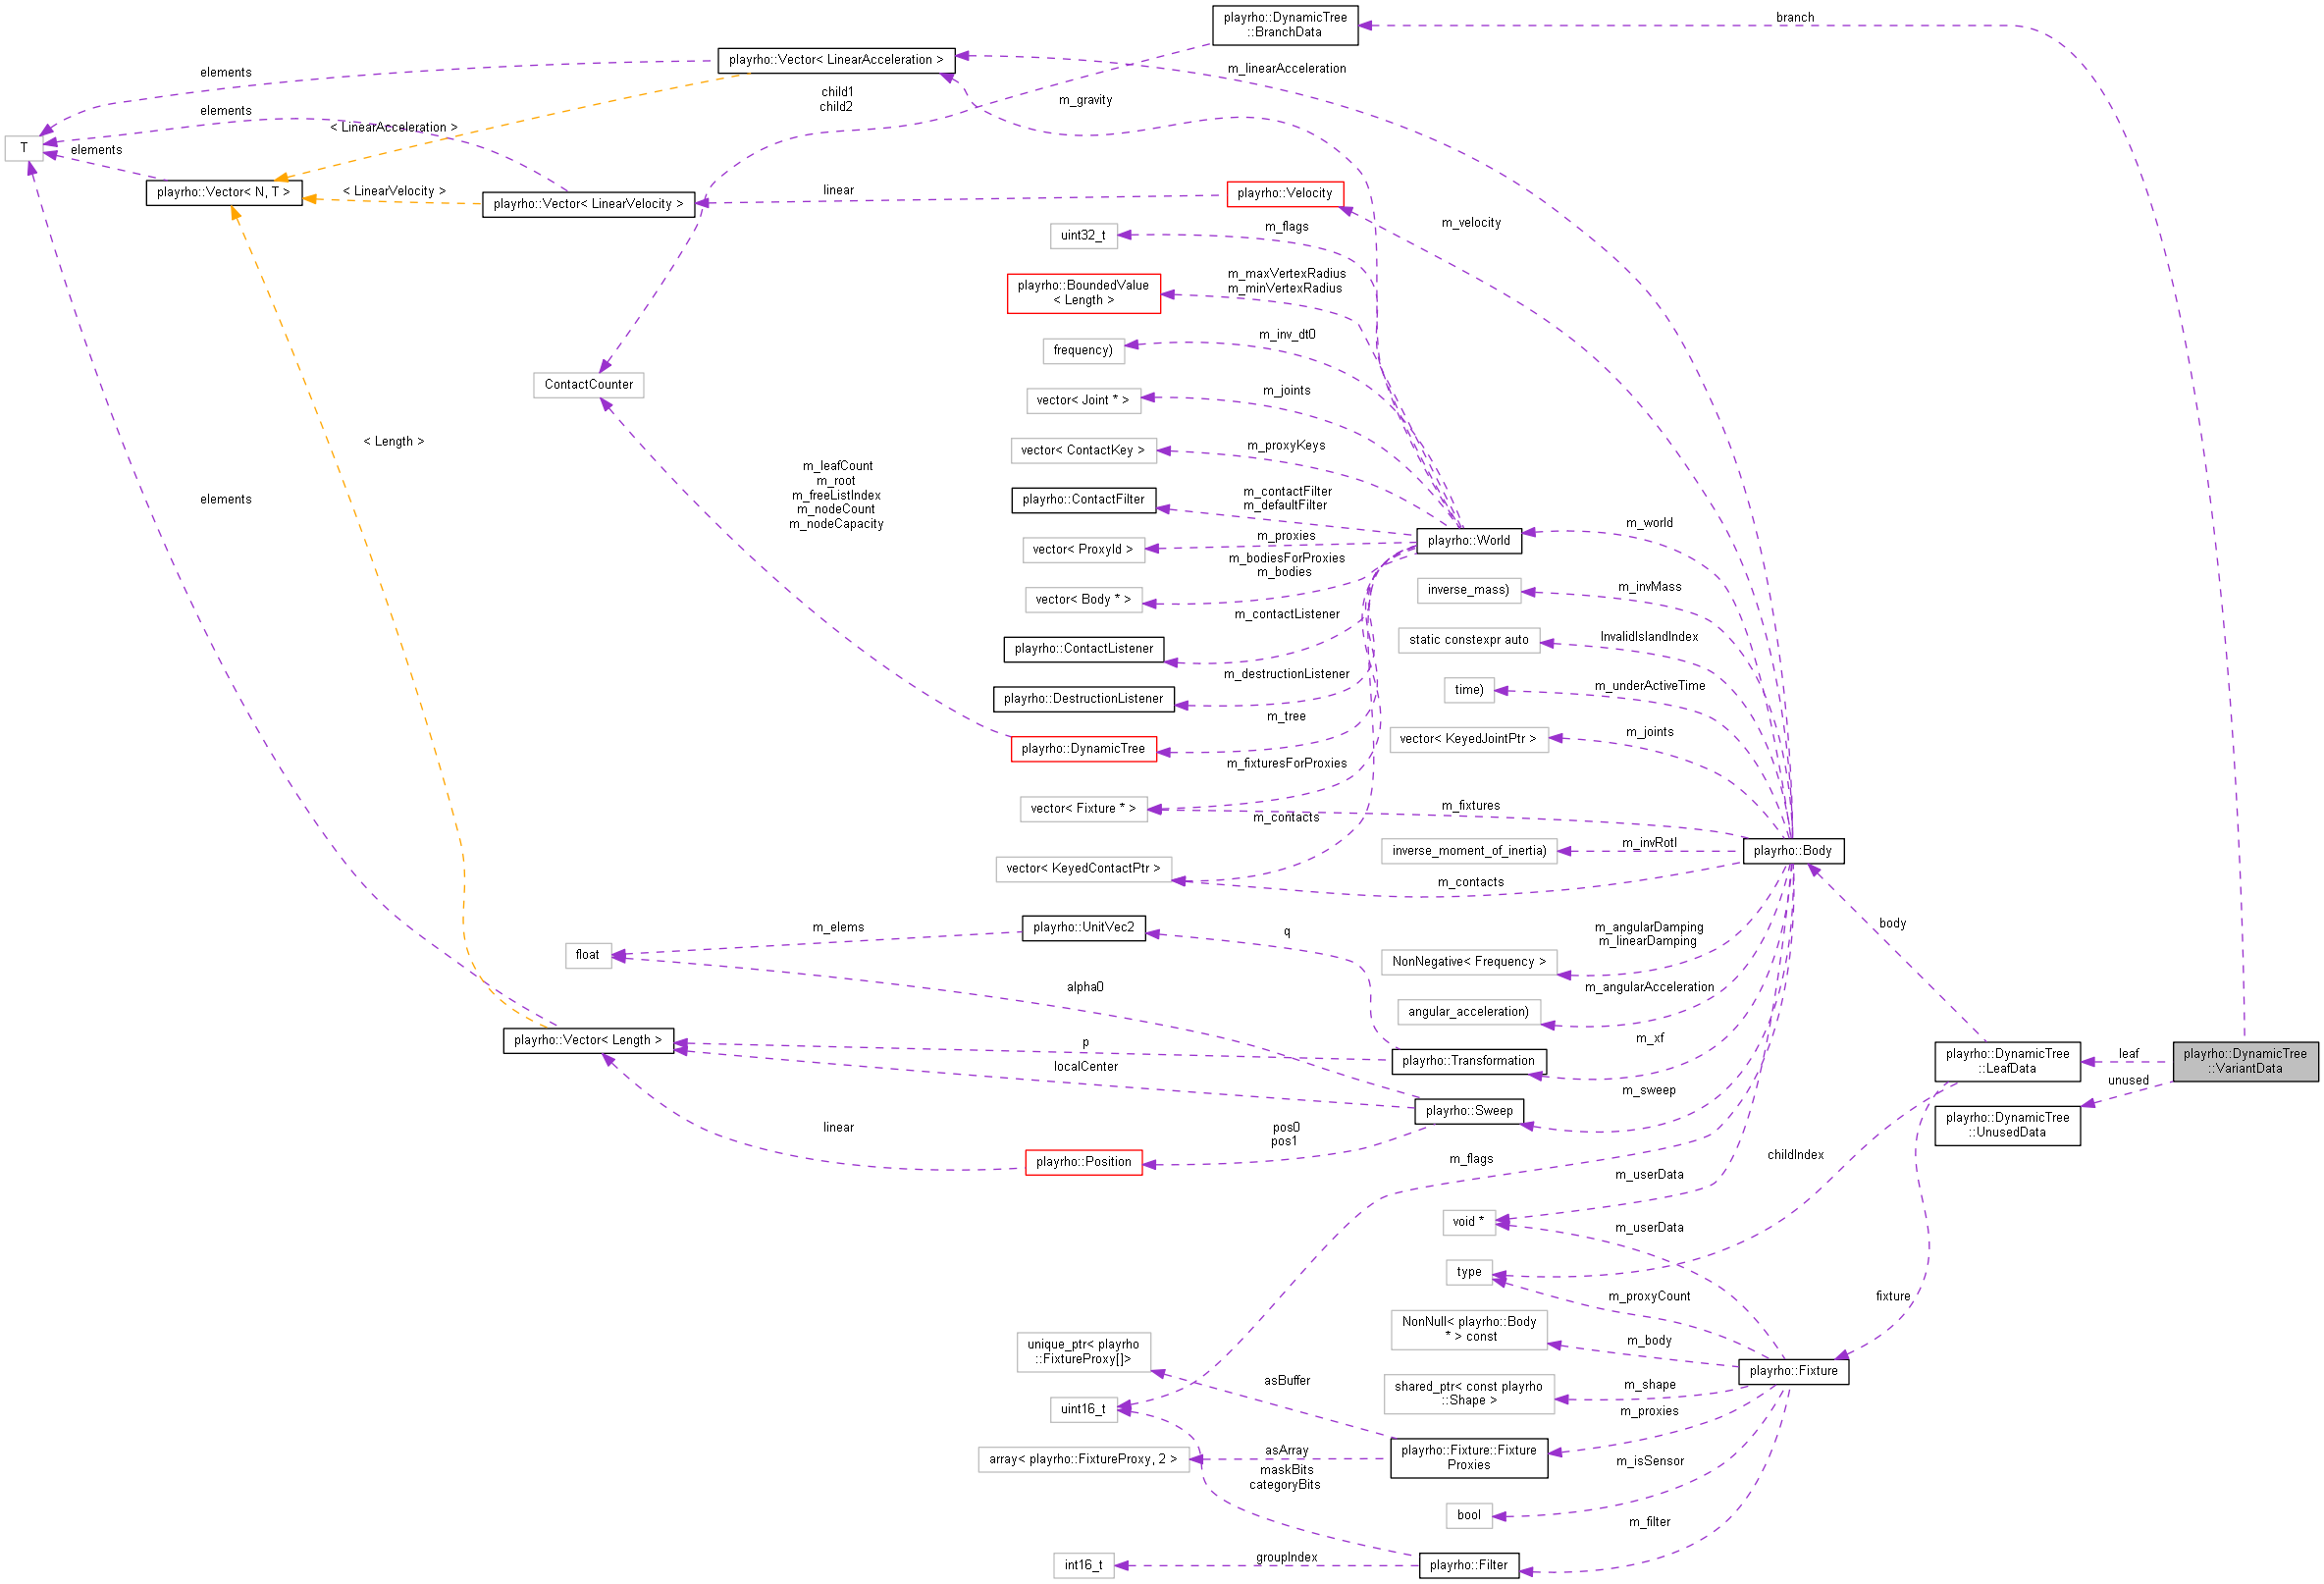 playrho::DynamicTree
::BranchData
branch
playrho::Vector< LinearAcceleration >
elements
m_linearAcceleration
child1
child2
m_gravity
elements
< LinearAcceleration >
T
elements
playrho::Vector< N, T >
< LinearVelocity >
playrho::Vector< LinearVelocity >
linear
playrho::Velocity
m_velocity
uint32_t
m_flags
playrho::BoundedValue
< Length >
m_maxVertexRadius
m_minVertexRadius
frequency)
m_inv_dt0
ContactCounter
vector< Joint * >
m_joints
< Length >
vector< ContactKey >
m_proxyKeys
m_leafCount
m_root
m_freeListIndex
m_nodeCount
m_nodeCapacity
elements
playrho::ContactFilter
m_contactFilter
m_defaultFilter
vector< ProxyId >
m_proxies
playrho::World
m_world
m_bodiesForProxies
m_bodies
vector< Body * >
inverse_mass)
m_invMass
m_contactListener
playrho::ContactListener
static constexpr auto
InvalidIslandIndex
m_destructionListener
playrho::DestructionListener
time)
m_underActiveTime
m_tree
playrho::DynamicTree
vector< KeyedJointPtr >
m_joints
m_fixturesForProxies
vector< Fixture * >
m_fixtures
m_contacts
inverse_moment_of_inertia)
m_invRotI
playrho::Body
vector< KeyedContactPtr >
m_contacts
playrho::UnitVec2
m_elems
q
float
m_angularDamping
m_linearDamping
body
NonNegative< Frequency >
alpha0
m_angularAcceleration
angular_acceleration)
playrho::Vector< Length >
p
playrho::Transformation
m_xf
playrho::DynamicTree
::LeafData
leaf
playrho::DynamicTree
::VariantData
localCenter
unused
m_sweep
playrho::Sweep
playrho::DynamicTree
::UnusedData
linear
pos0
pos1
playrho::Position
m_flags
childIndex
m_userData
void *
m_userData
type
m_proxyCount
fixture
NonNull< playrho::Body
* > const
m_body
unique_ptr< playrho
::FixtureProxy[]>
playrho::Fixture
asBuffer
m_shape
shared_ptr< const playrho
::Shape >
uint16_t
m_proxies
array< playrho::FixtureProxy, 2 >
asArray
playrho::Fixture::Fixture
Proxies
m_isSensor
maskBits
categoryBits
bool
m_filter
int16_t
groupIndex
playrho::Filter